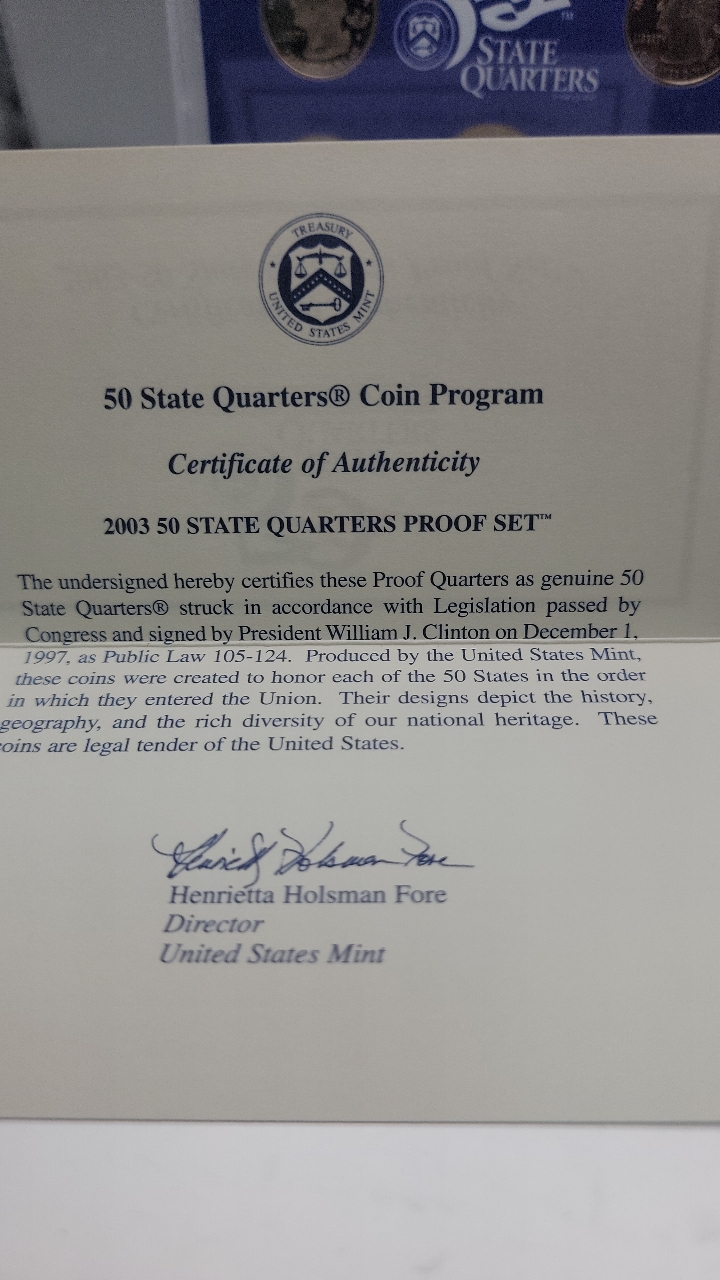 STATE
QUARTERS™
TREASURY
UNITED STATES MINT
50 State Quarters® Coin Program
Certificate of Authenticity
2003 50 STATE QUARTERS PROOF SET™
The undersigned hereby certifies these Proof Quarters as genuine 50
State Quarters® struck in accordance with Legislation passed by
Congress and signed by President William J. Clinton on December 1,
1997, as Public Law 105-124. Produced by the United States Mint,
these coins were created to honor each of the 50 States in the order
in which they entered the Union. Their designs depict the history,
geography, and the rich diversity of our national heritage. These
coins are legal tender of the United States.
Henrietta Holsman Fore
Henrietta Holsman Fore
Director
United States Mint